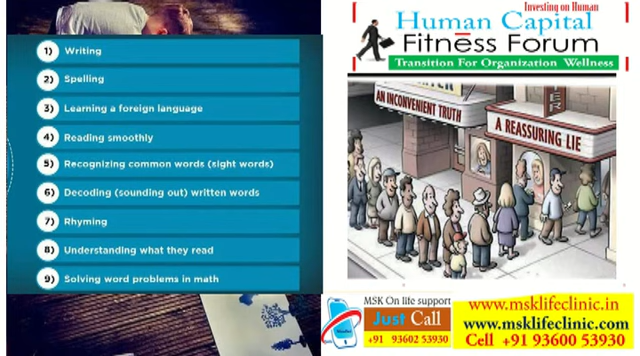 1) Writing
2) Spelling
3) Learning a foreign language
4) Reading smoothly
5) Recognizing common words (sight words)
6) Decoding (sounding out) written words
7) Rhyming
8) Understanding what they read
9) Solving word problems in math
Investing on Human
Human Capital
Fitness Forum
Transition For Organization Wellness
AN INCONVENIENT TRUTH
A REASSURING LIE
MSK On life support
Just Call
+91 93602 53930
www.msklifeclinic.in
www.msklifeclinic.com
Cell +91 93600 53930